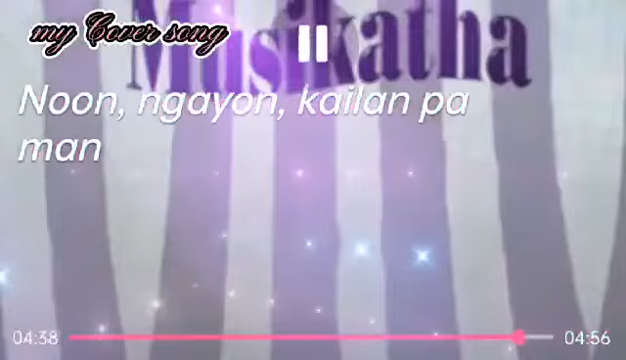 my Cover song
Musikatha
Noon, ngayon, kailan pa
man
04:38
04:56